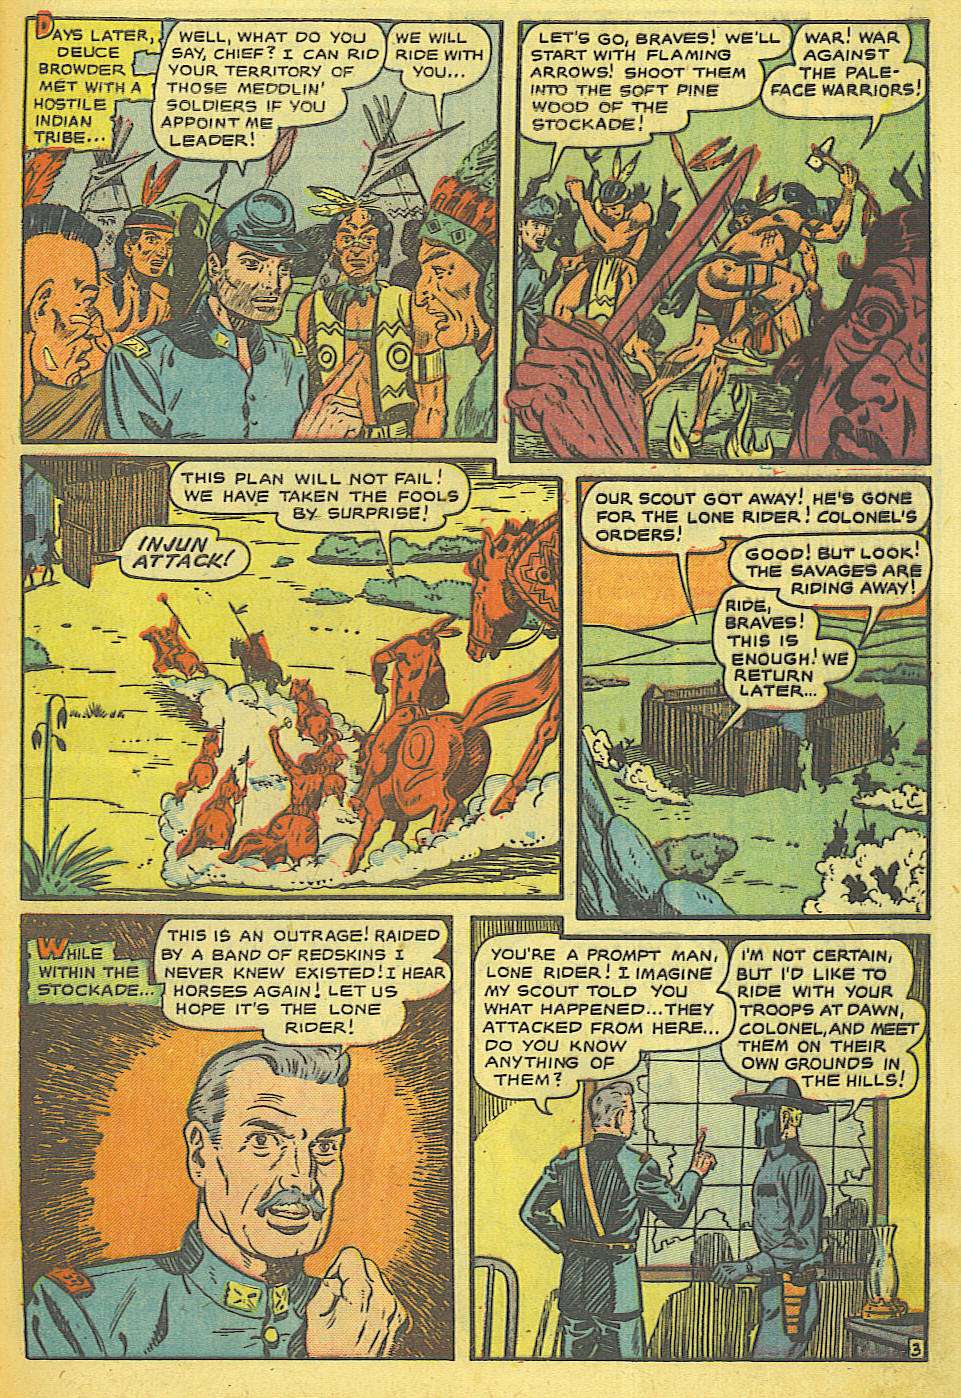 DAYS LATER,
DEUCE
BROWDER
MET WITH A
HOSTILE
INDIAN
TRIBE...
WELL, WHAT DO YOU
SAY, CHIEF? I CAN RID
YOUR TERRITORY OF
THOSE MEDDLIN'
SOLDIERS IF YOU
APPOINT ME
LEADER!
WE WILL
RIDE WITH
YOU...
LET'S GO, BRAVES! WE'LL
START WITH FLAMING
ARROWS! SHOOT THEM
INTO THE SOFT PINE
WOOD OF THE
STOCKADE!
WAR! WAR
AGAINST
THE PALE-
FACE WARRIORS!
THIS PLAN WILL NOT FAIL!
WE HAVE TAKEN THE FOOLS
BY SURPRISE!
INJUN
ATTACK!
OUR SCOUT GOT AWAY! HE'S GONE
FOR THE LONE RIDER! COLONEL'S
ORDERS!
GOOD! BUT LOOK!
THE SAVAGES ARE
RIDING AWAY!
RIDE,
BRAVES!
THIS IS
ENOUGH! WE
RETURN
LATER...
WHILE
WITHIN THE
STOCKADE...
THIS IS AN OUTRAGE! RAIDED
BY A BAND OF REDSKINS I
NEVER KNEW EXISTED! I HEAR
HORSES AGAIN! LET US
HOPE IT'S THE LONE
RIDER!
YOU'RE A PROMPT MAN,
LONE RIDER! I IMAGINE
MY SCOUT TOLD YOU
WHAT HAPPENED...THEY
ATTACKED FROM HERE...
DO YOU KNOW
ANYTHING OF
THEM?
I'M NOT CERTAIN,
BUT I'D LIKE TO
RIDE WITH YOUR
TROOPS AT DAWN,
COLONEL, AND MEET
THEM ON THEIR
OWN GROUNDS IN
THE HILLS!
3